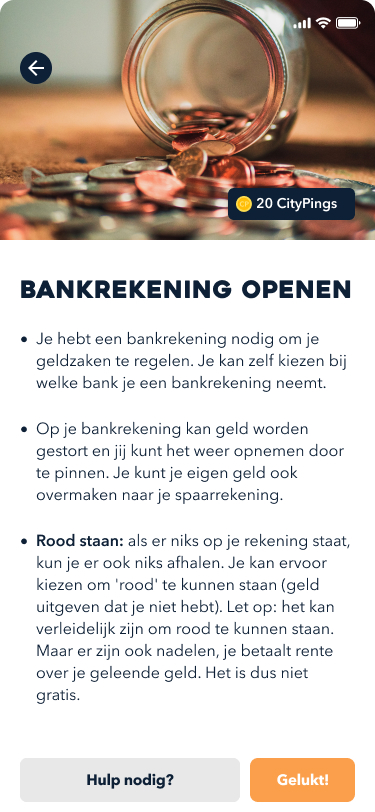 20 CityPings
BANKREKENING OPENEN
• Je hebt een bankrekening nodig om je
geldzaken te regelen. Je kan zelf kiezen bij
welke bank je een bankrekening neemt.
• Op je bankrekening kan geld worden
gestort en jij kunt het weer opnemen door
te pinnen. Je kunt je eigen geld ook
overmaken naar je spaarrekening.
• Rood staan: als er niks op je rekening staat,
kun je er ook niks afhalen. Je kan ervoor
kiezen om 'rood' te kunnen staan (geld
uitgeven dat je niet hebt). Let op: het kan
verleidelijk zijn om rood te kunnen staan.
Maar er zijn ook nadelen, je betaalt rente
over je geleende geld. Het is dus niet
gratis.
Hulp nodig?
Gelukt!